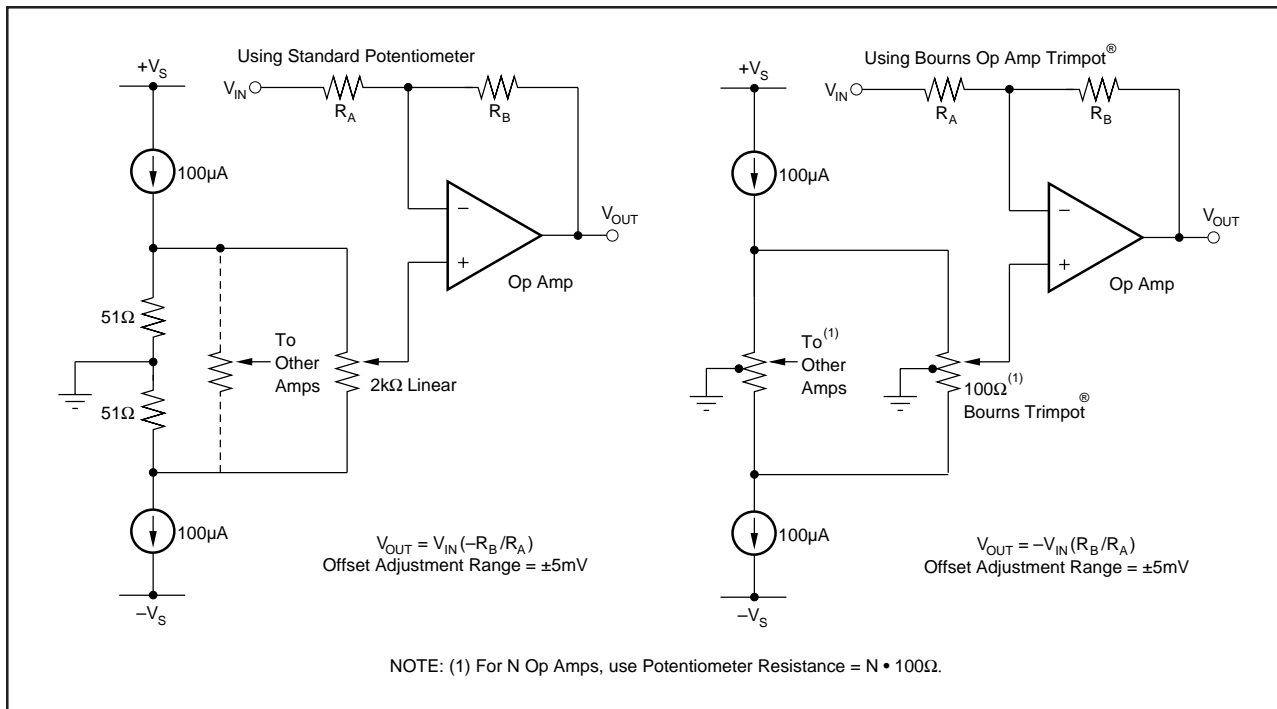 Using Standard Potentiometer
+VS
VIN
RA
RB
100µA
−
+
VOUT
Op Amp
51Ω
51Ω
To
Other
Amps
2kΩ Linear
100µA
–VS
VOUT = VIN (–RB/RA)
Offset Adjustment Range = ±5mV
Using Bourns Op Amp Trimpot®
+VS
VIN
RA
RB
100µA
−
+
VOUT
Op Amp
To(1)
Other
Amps
100Ω(1)
Bourns Trimpot®
100µA
–VS
VOUT = –VIN (RB/RA)
Offset Adjustment Range = ±5mV
NOTE: (1) For N Op Amps, use Potentiometer Resistance = N • 100Ω.